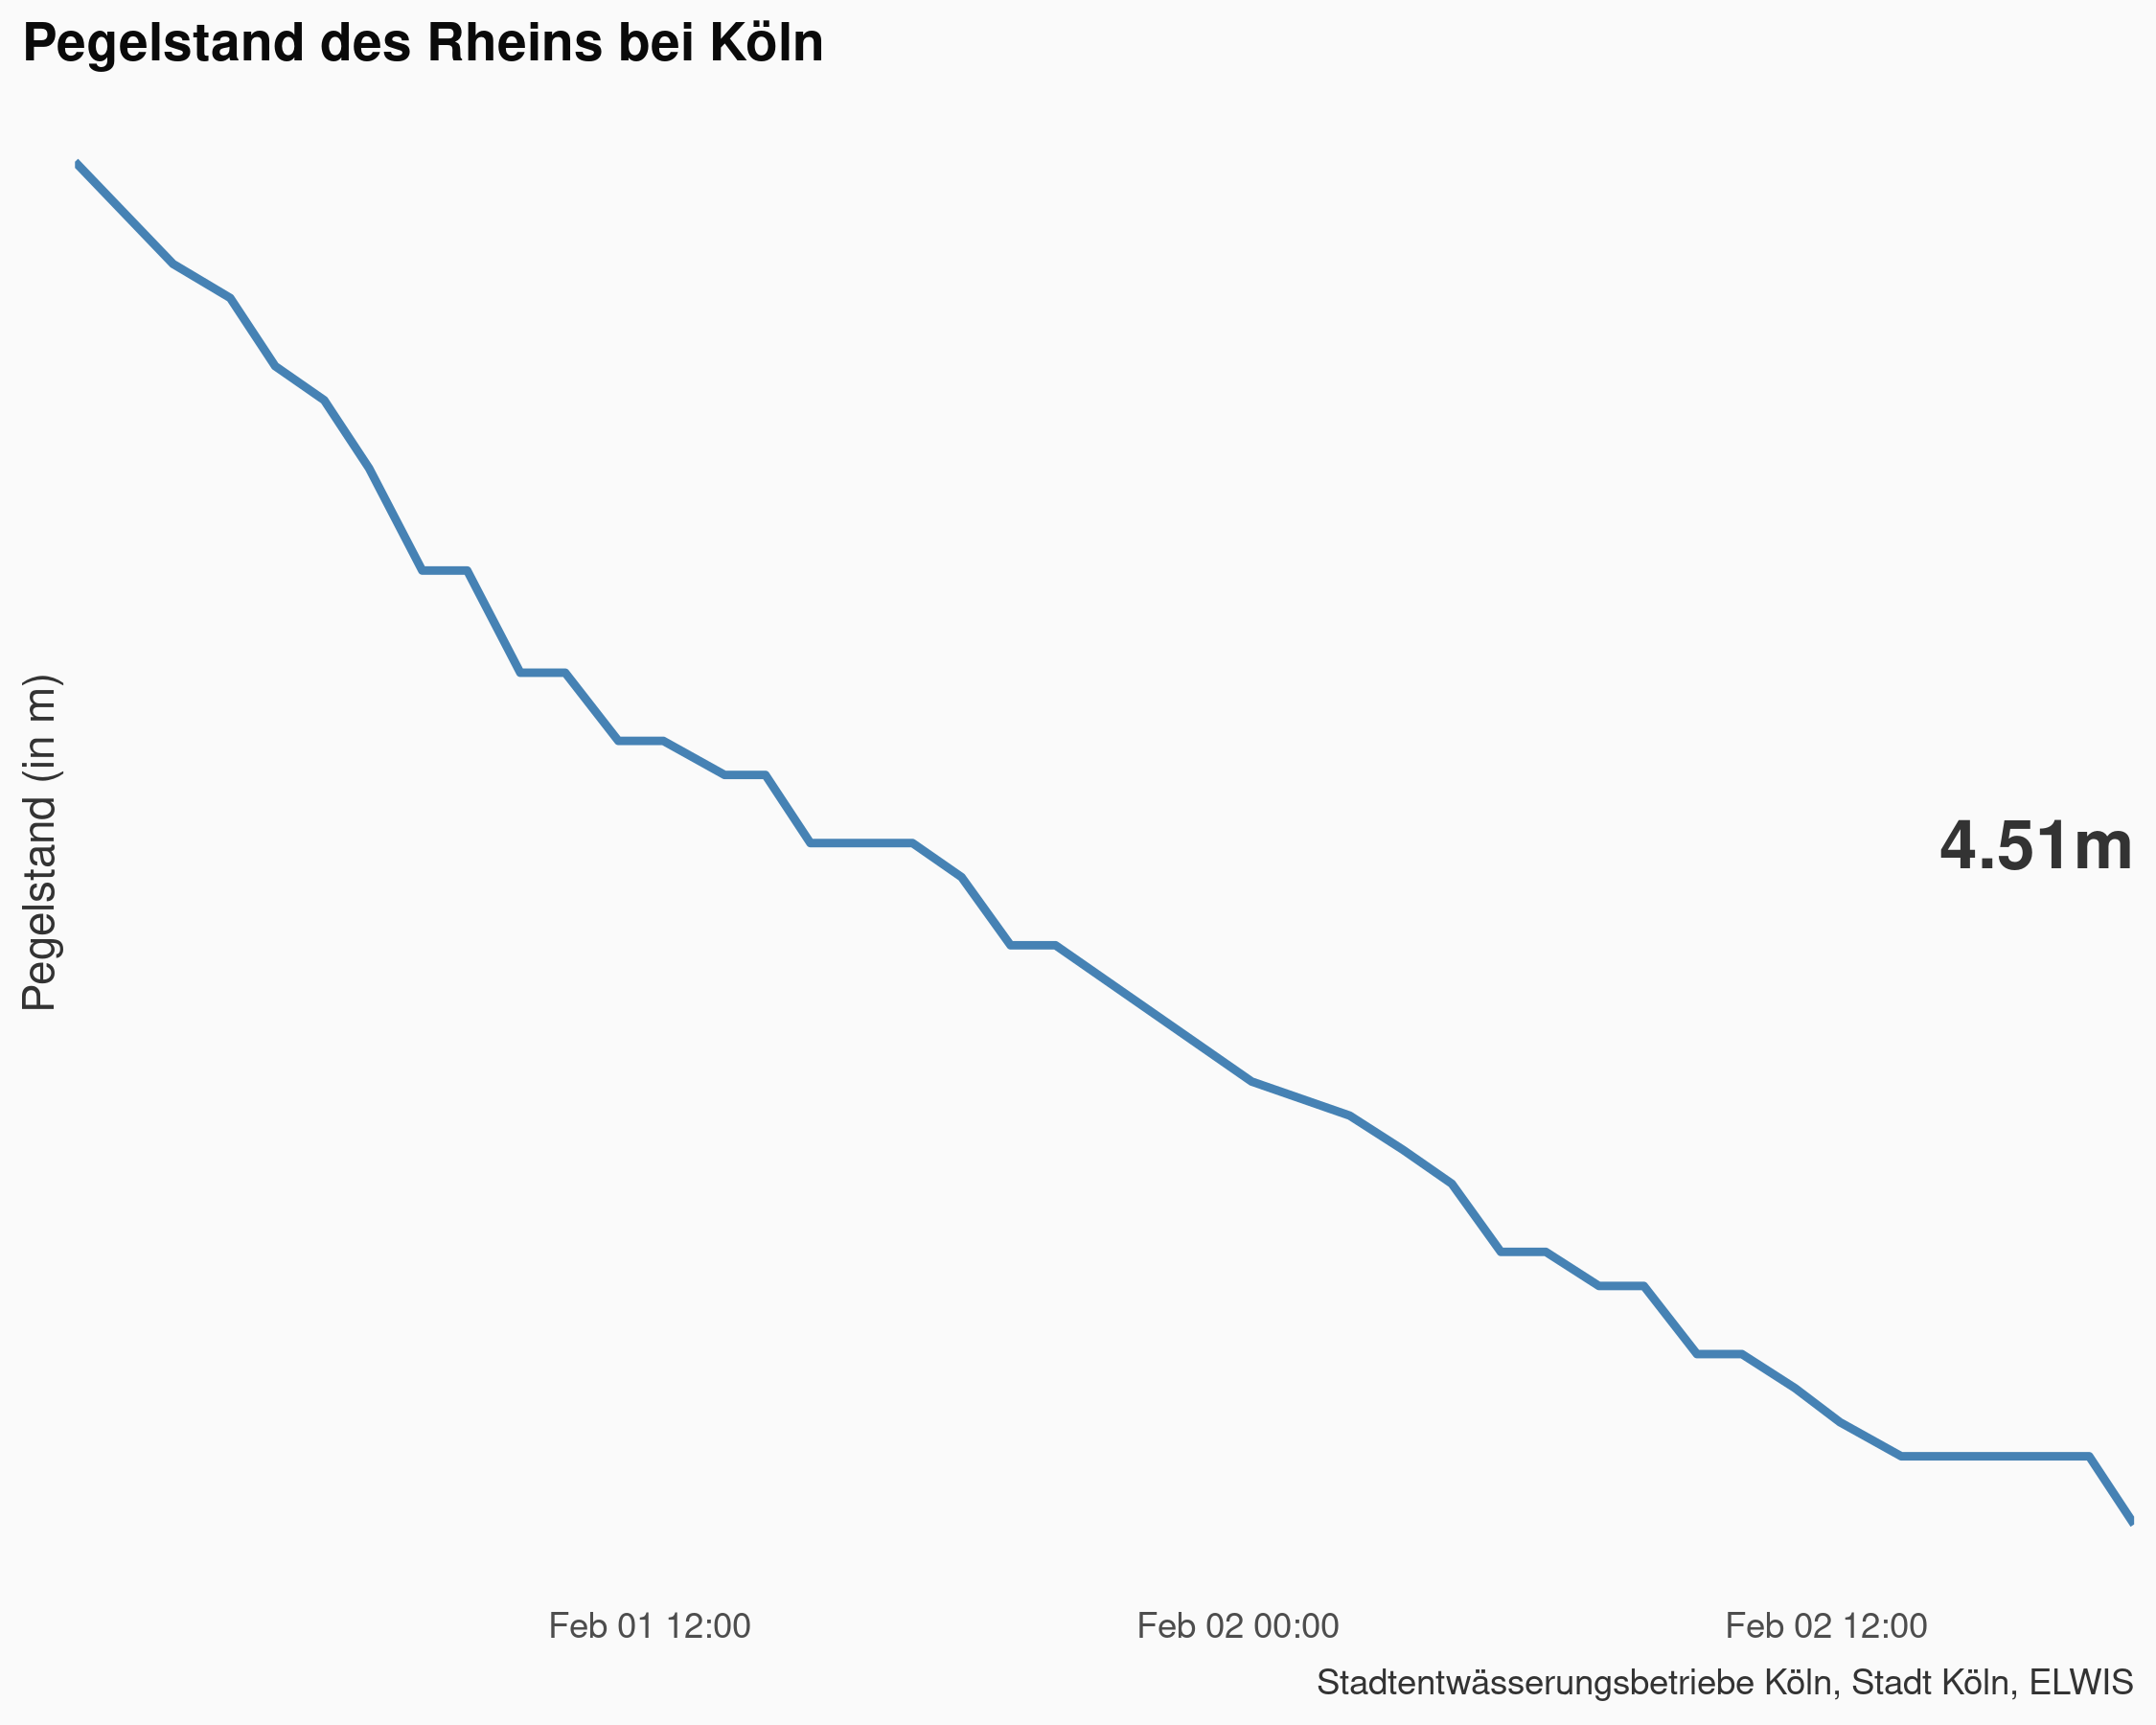 Pegelstand des Rheins bei Köln
Pegelstand (in m)
4.51m
Feb 01 12:00
Feb 02 00:00
Feb 02 12:00
Stadtentwässerungsbetriebe Köln, Stadt Köln, ELWIS